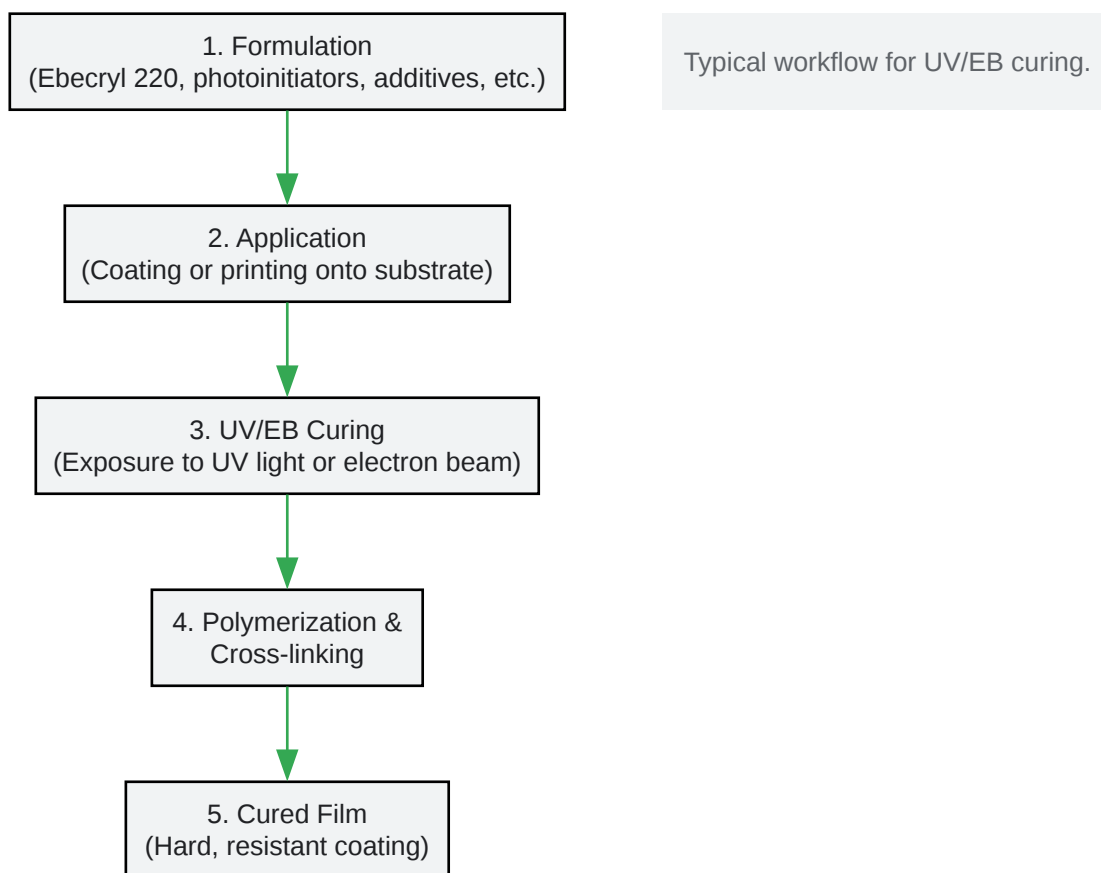 1. Formulation
(Ebecryl 220, photoinitiators, additives, etc.)
Typical workflow for UV/EB curing.
2. Application
(Coating or printing onto substrate)
3. UV/EB Curing
(Exposure to UV light or electron beam)
4. Polymerization &
Cross-linking
5. Cured Film
(Hard, resistant coating)